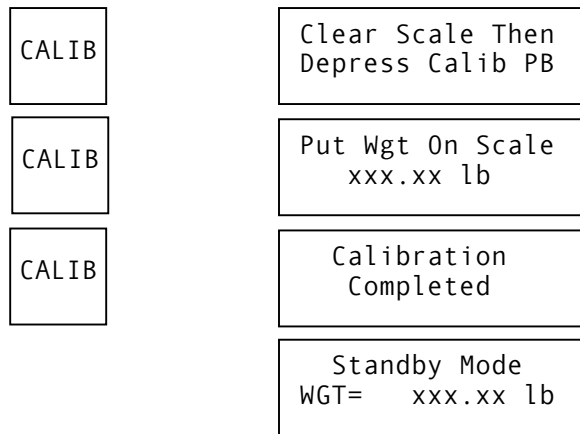 CALIB
Clear Scale Then
Depress Calib PB
CALIB
Put Wgt On Scale
xxx.xx lb
CALIB
Calibration
Completed
Standby Mode
WGT= xxx.xx lb